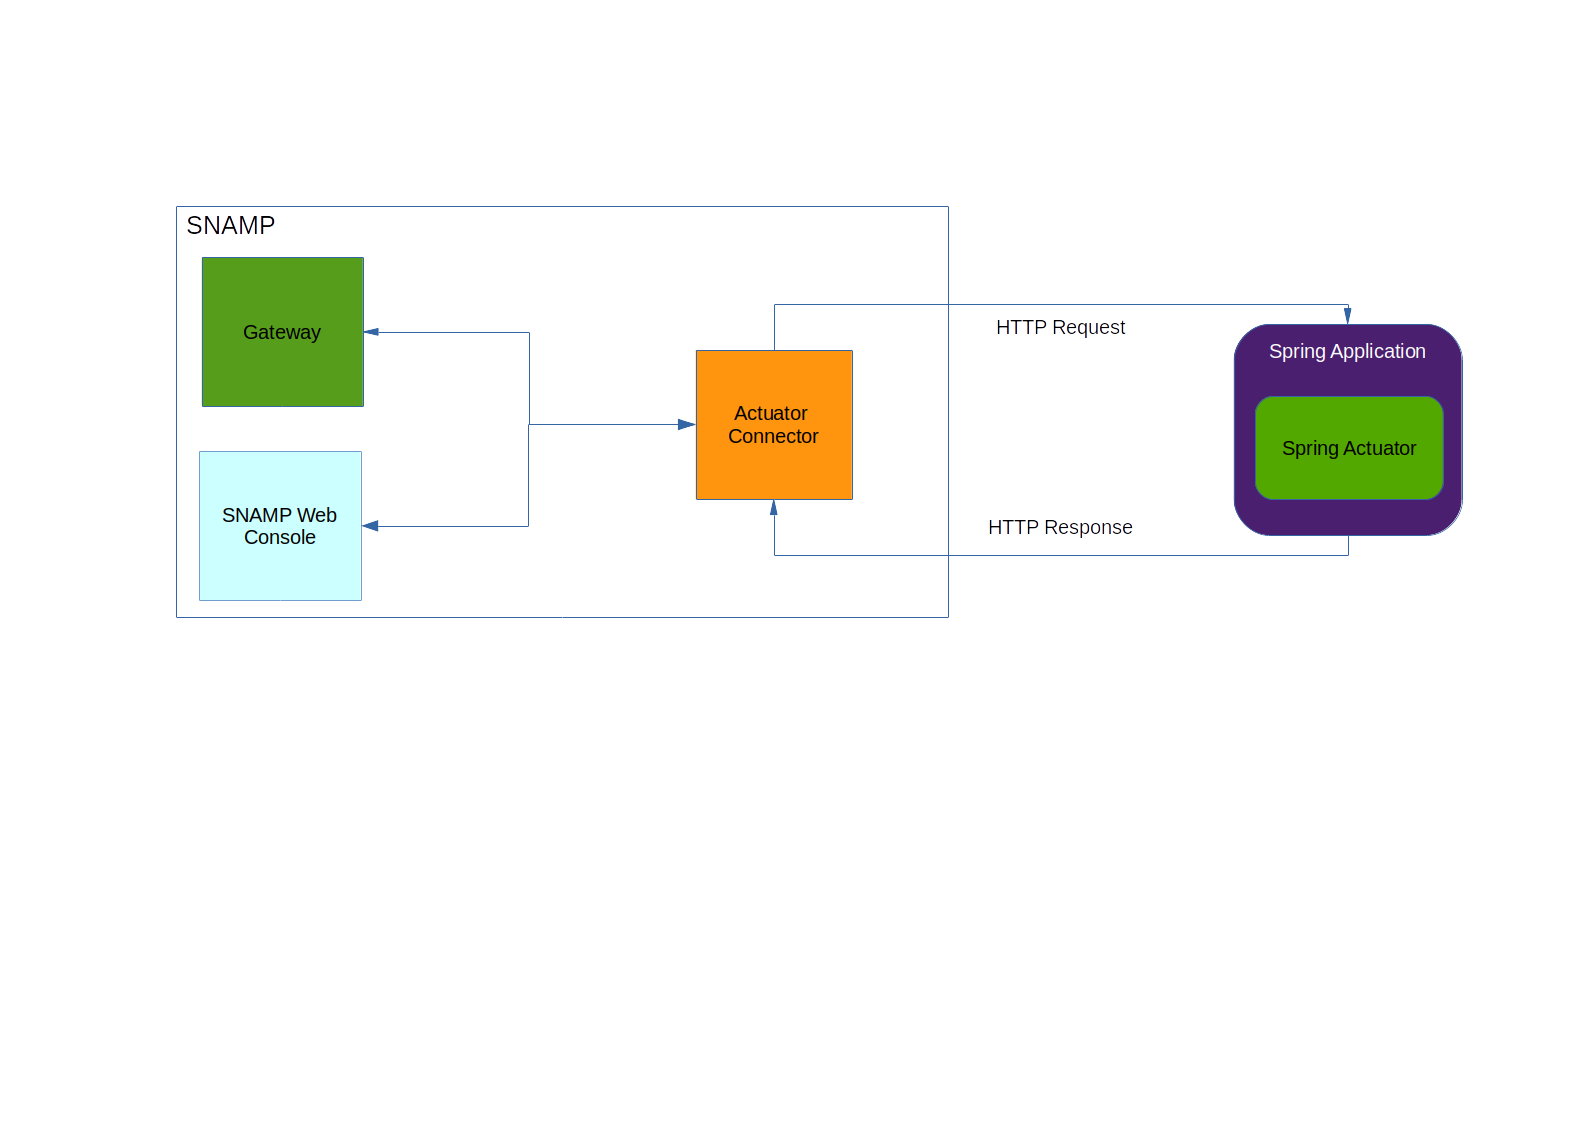 SNAMP
Gateway
SNAMP Web
Console
Actuator
Connector
HTTP Request
HTTP Response
Spring Application
Spring Actuator